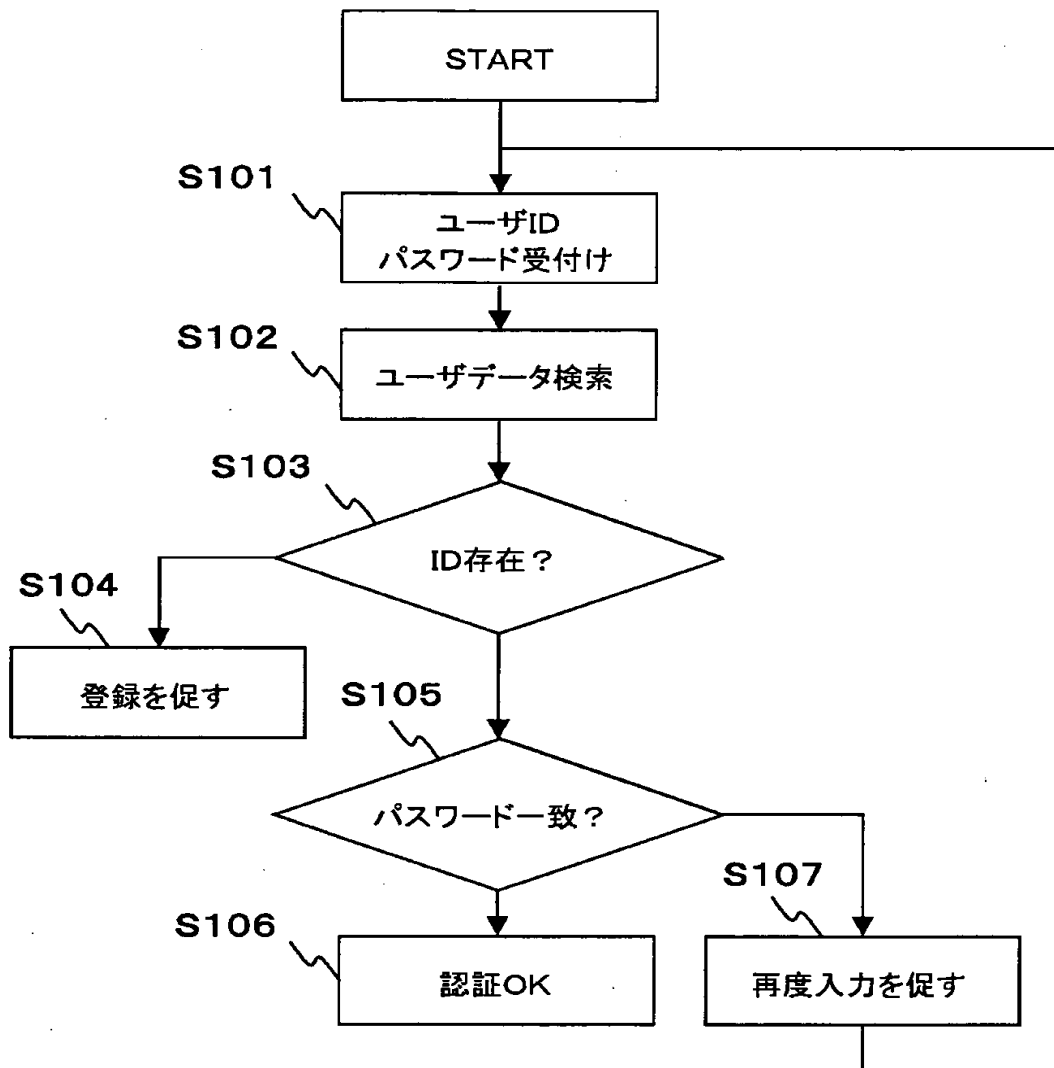 START
S101
ユーザID
パスワード受付け
S102
ユーザデータ検索
S103
ID存在?
S104
登録を促す
S105
パスワード一致?
S106
認証OK
S107
再度入力を促す